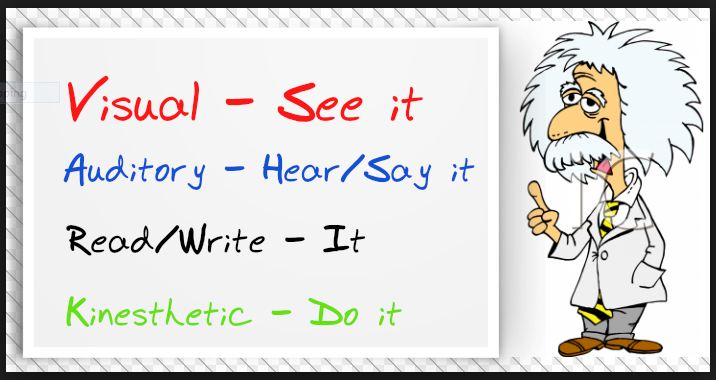 Visual - See it
Auditory - Hear/Say it
Read/Write - It
Kinesthetic - Do it